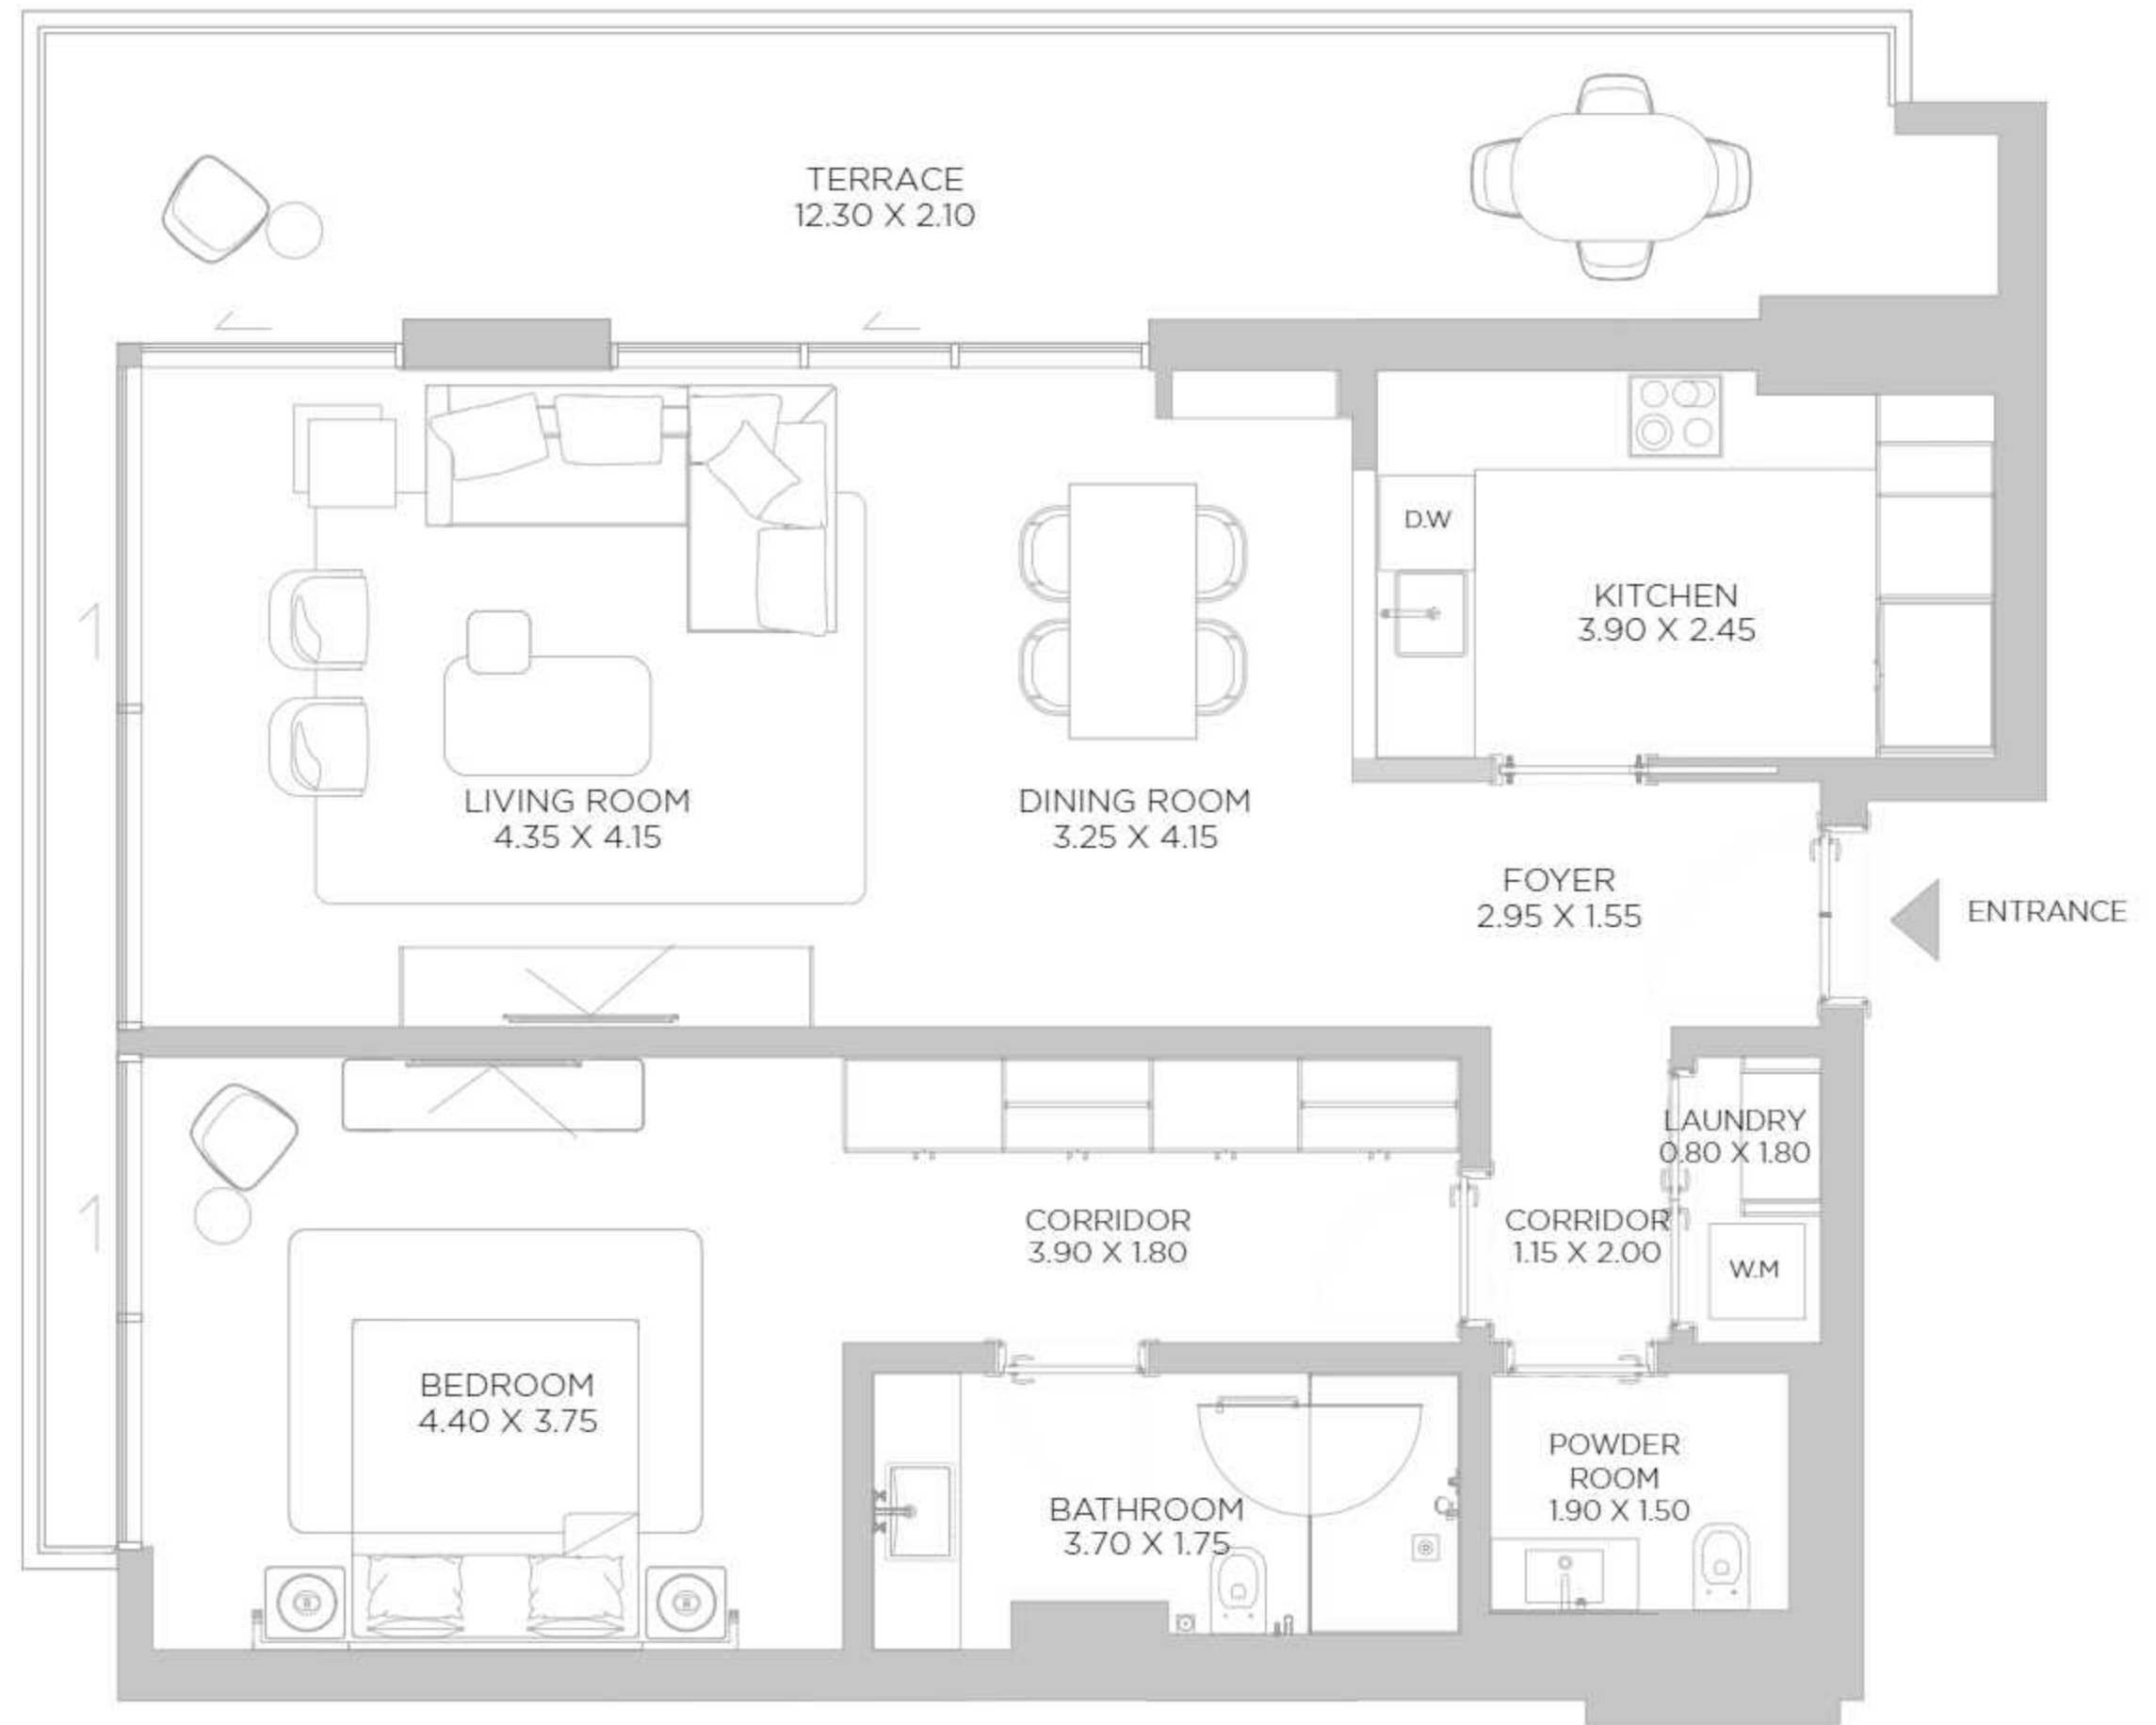 TERRACE
12.30 X 2.10
D.W
KITCHEN
3.90 X 2.45
LIVING ROOM
4.35 X 4.15
DINING ROOM
3.25 X 4.15
FOYER
2.95 X 1.55
ENTRANCE
LAUNDRY
0.80 X 1.80
CORRIDOR
3.90 X 1.80
CORRIDOR
1.15 X 2.00
W.M
BEDROOM
4.40 X 3.75
BATHROOM
3.70 X 1.75
POWDER
ROOM
1.90 X 1.50